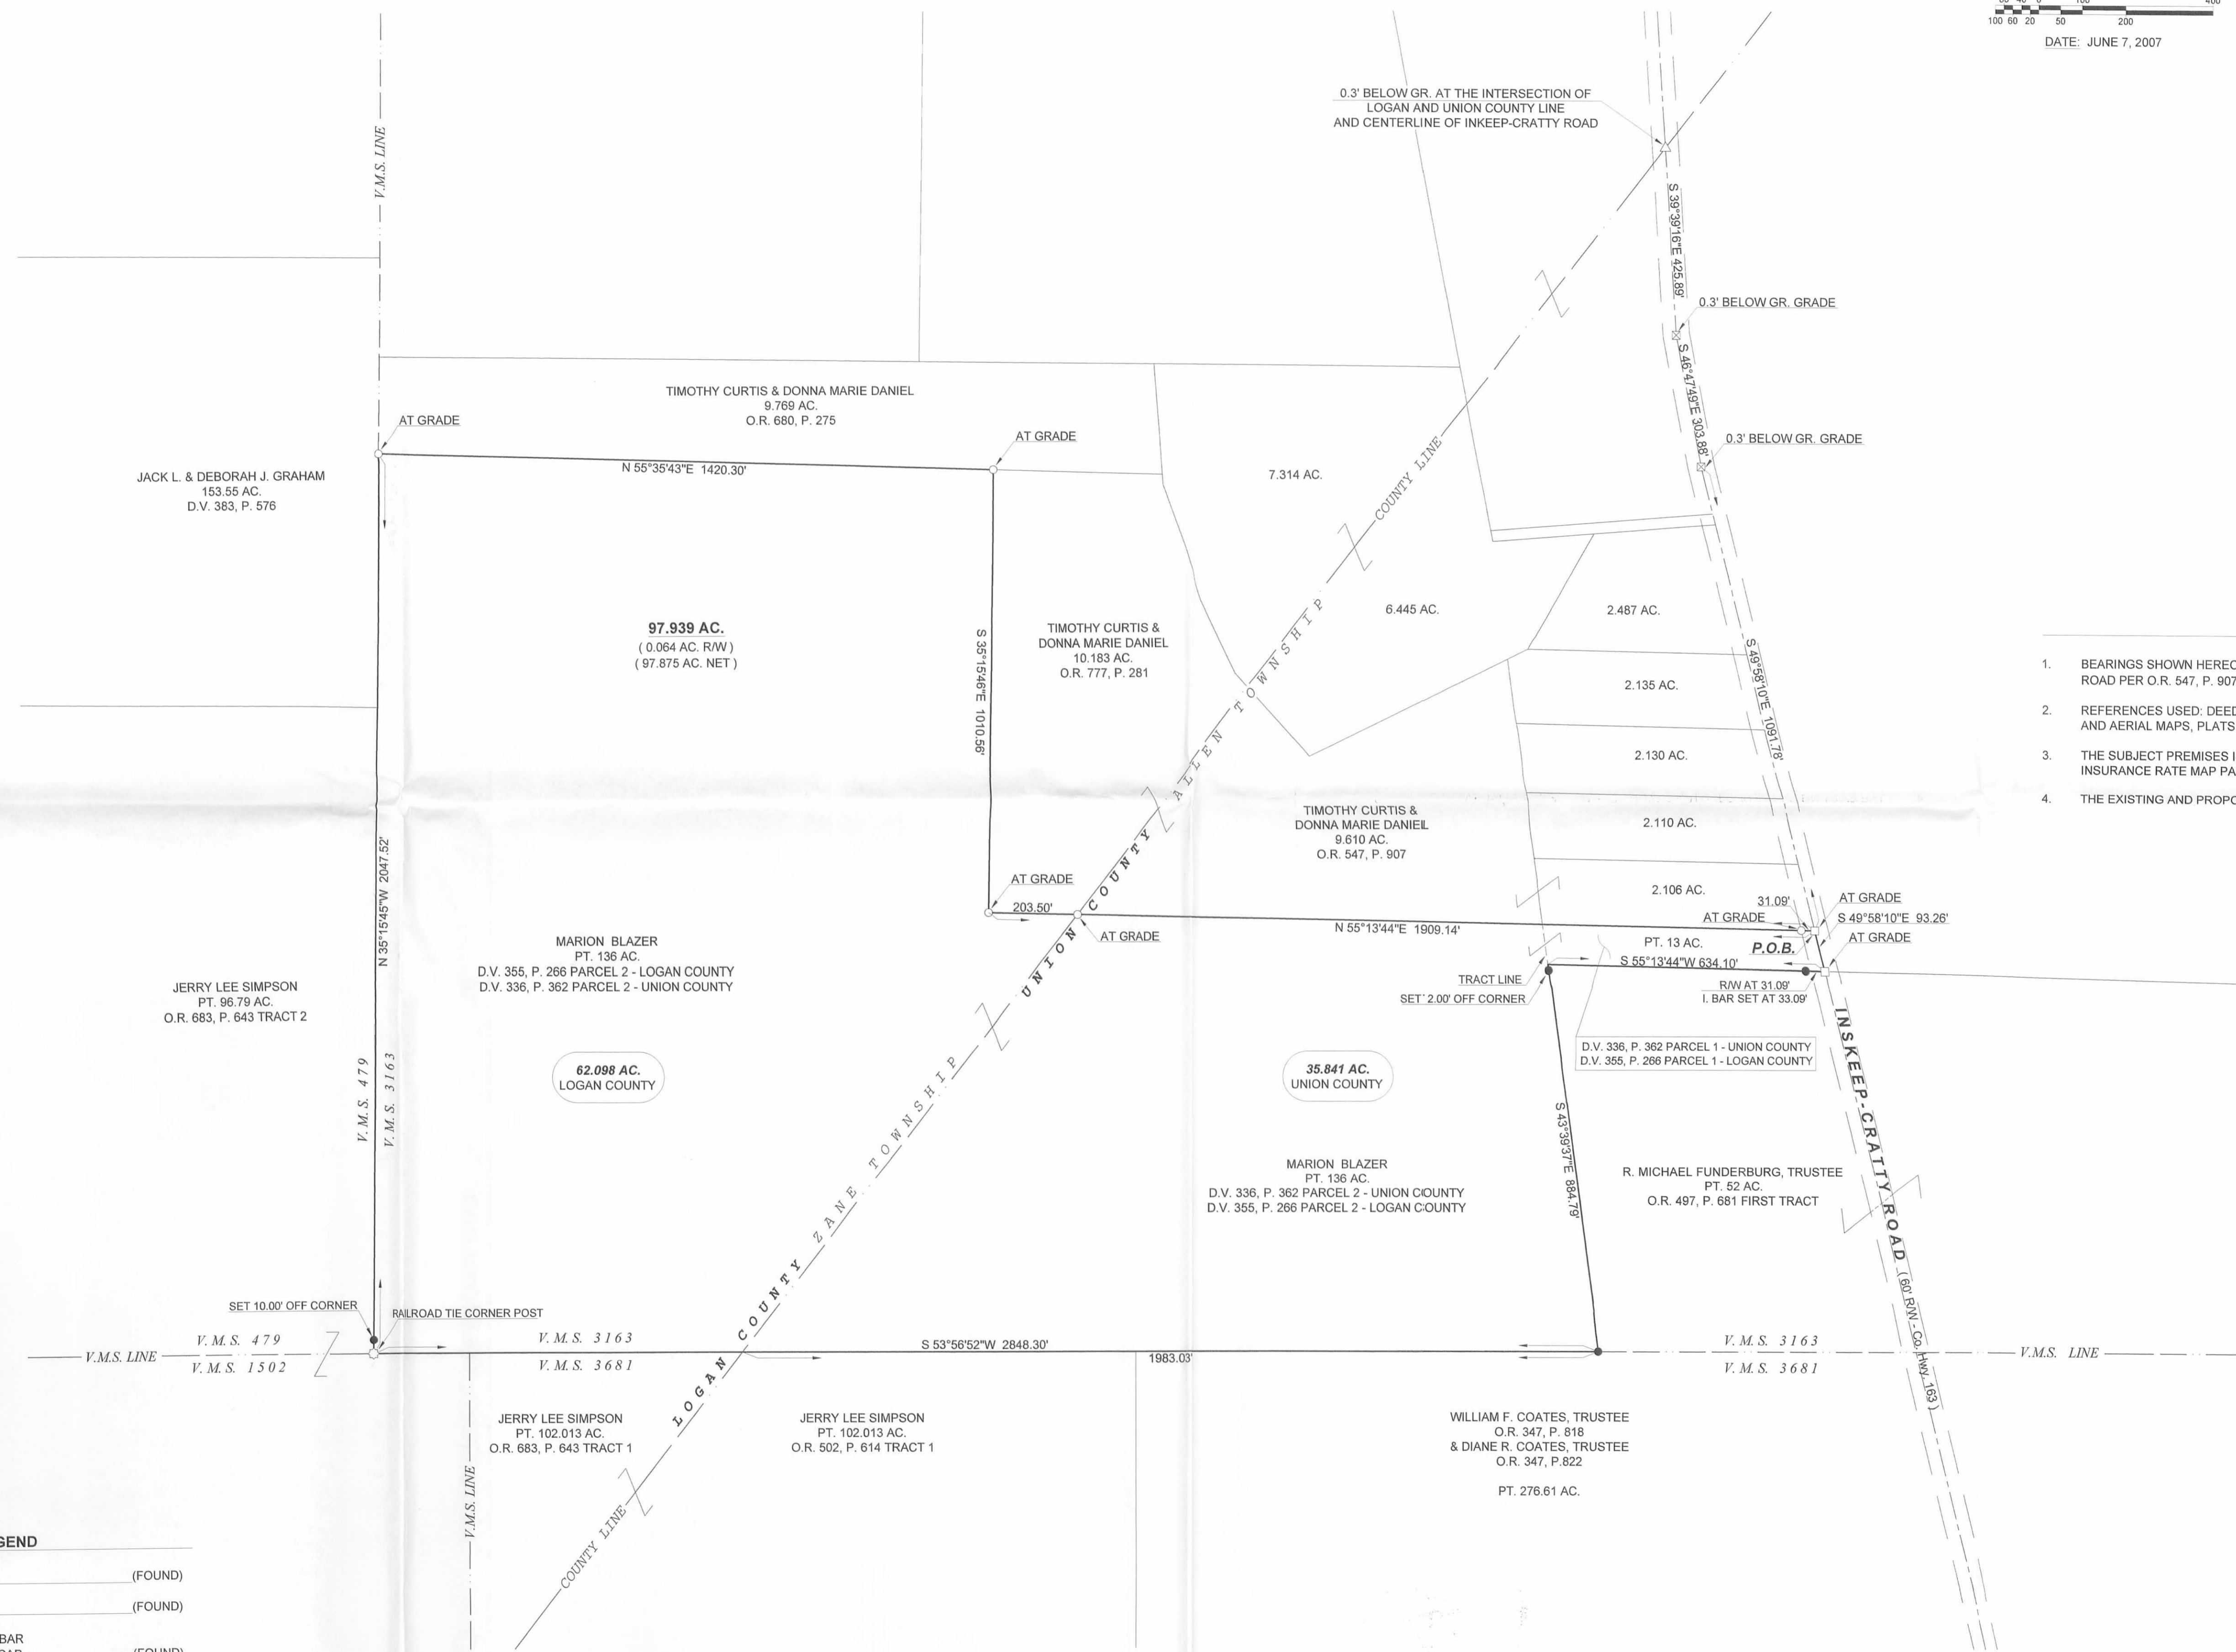 100 60 20 50 200
DATE: JUNE 7, 2007
0.3' BELOW GR. AT THE INTERSECTION OF
LOGAN AND UNION COUNTY LINE
AND CENTERLINE OF INKEEP-CRATTY ROAD
V.M.S. LINE
S 39°39'16"E 425.89'
0.3' BELOW GR. GRADE
S 46°47'49"E 303.88'
0.3' BELOW GR. GRADE
TIMOTHY CURTIS & DONNA MARIE DANIEL
9.769 AC.
O.R. 680, P. 275
AT GRADE
AT GRADE
N 55°35'43"E 1420.30'
JACK L. & DEBORAH J. GRAHAM
153.55 AC.
D.V. 383, P. 576
7.314 AC.
COUNTY LINE
97.939 AC.
( 0.064 AC. R/W )
( 97.875 AC. NET )
S 35°15'46"E 1010.56'
TIMOTHY CURTIS &
DONNA MARIE DANIEL
10.183 AC.
O.R. 777, P. 281
6.445 AC.
2.487 AC.
S 49°58'10"E 1091.78'
2.135 AC.
2.130 AC.
2.110 AC.
2.106 AC.
1. BEARINGS SHOWN
ROAD PER O.R. 547, P. 907
2. REFERENCES USED: DEED
AND AERIAL MAPS, PLATS
3. THE SUBJECT PREMISES
INSURANCE RATE MAP
4. THE EXISTING AND
UNION COUNTY ALLEN TOWNSHIP
TIMOTHY CURTIS &
DONNA MARIE DANIEL
9.610 AC.
O.R. 547, P. 907
N 35°15'45"W 2047.52'
AT GRADE
203.50'
AT GRADE
N 55°13'44"E 1909.14'
31.09'
AT GRADE
AT GRADE
S 49°58'10"E 93.26'
AT GRADE
P.O.B.
PT. 13 AC.
S 55°13'44"W 634.10'
R/W AT 31.09'
I. BAR SET AT 33.09'
TRACT LINE
SET 2.00' OFF CORNER
MARION BLAZER
PT. 136 AC.
D.V. 355, P. 266 PARCEL 2 - LOGAN COUNTY
D.V. 336, P. 362 PARCEL 2 - UNION COUNTY
JERRY LEE SIMPSON
PT. 96.79 AC.
O.R. 683, P. 643 TRACT 2
D.V. 336, P. 362 PARCEL 1 - UNION COUNTY
D.V. 355, P. 266 PARCEL 1 - LOGAN COUNTY
V.M.S. 479
V.M.S. 3163
62.098 AC.
LOGAN COUNTY
35.841 AC.
UNION COUNTY
INSKEEP-CRATTY ROAD ( 60' R/W - Co. Hwy. 163 )
S 43°39'37"E 884.79'
MARION BLAZER
PT. 136 AC.
D.V. 336, P. 362 PARCEL 2 - UNION COUNTY
D.V. 355, P. 266 PARCEL 2 - LOGAN COUNTY
R. MICHAEL FUNDERBURG, TRUSTEE
PT. 52 AC.
O.R. 497, P. 681 FIRST TRACT
LOGAN COUNTY ZANE TOWNSHIP
SET 10.00' OFF CORNER
RAILROAD TIE CORNER POST
V.M.S. LINE
V.M.S. 479
V.M.S. 1502
V.M.S. 3163
V.M.S. 3681
S 53°56'52"W 2848.30'
1983.03'
V.M.S. 3163
V.M.S. 3681
V.M.S. LINE
JERRY LEE SIMPSON
PT. 102.013 AC.
O.R. 683, P. 643 TRACT 1
JERRY LEE SIMPSON
PT. 102.013 AC.
O.R. 502, P. 614 TRACT 1
WILLIAM F. COATES, TRUSTEE
O.R. 347, P. 818
& DIANE R. COATES, TRUSTEE
O.R. 347, P.822
PT. 276.61 AC.
V.M.S. LINE
COUNTY LINE
(FOUND)
(FOUND)
BAR
(FOUND)